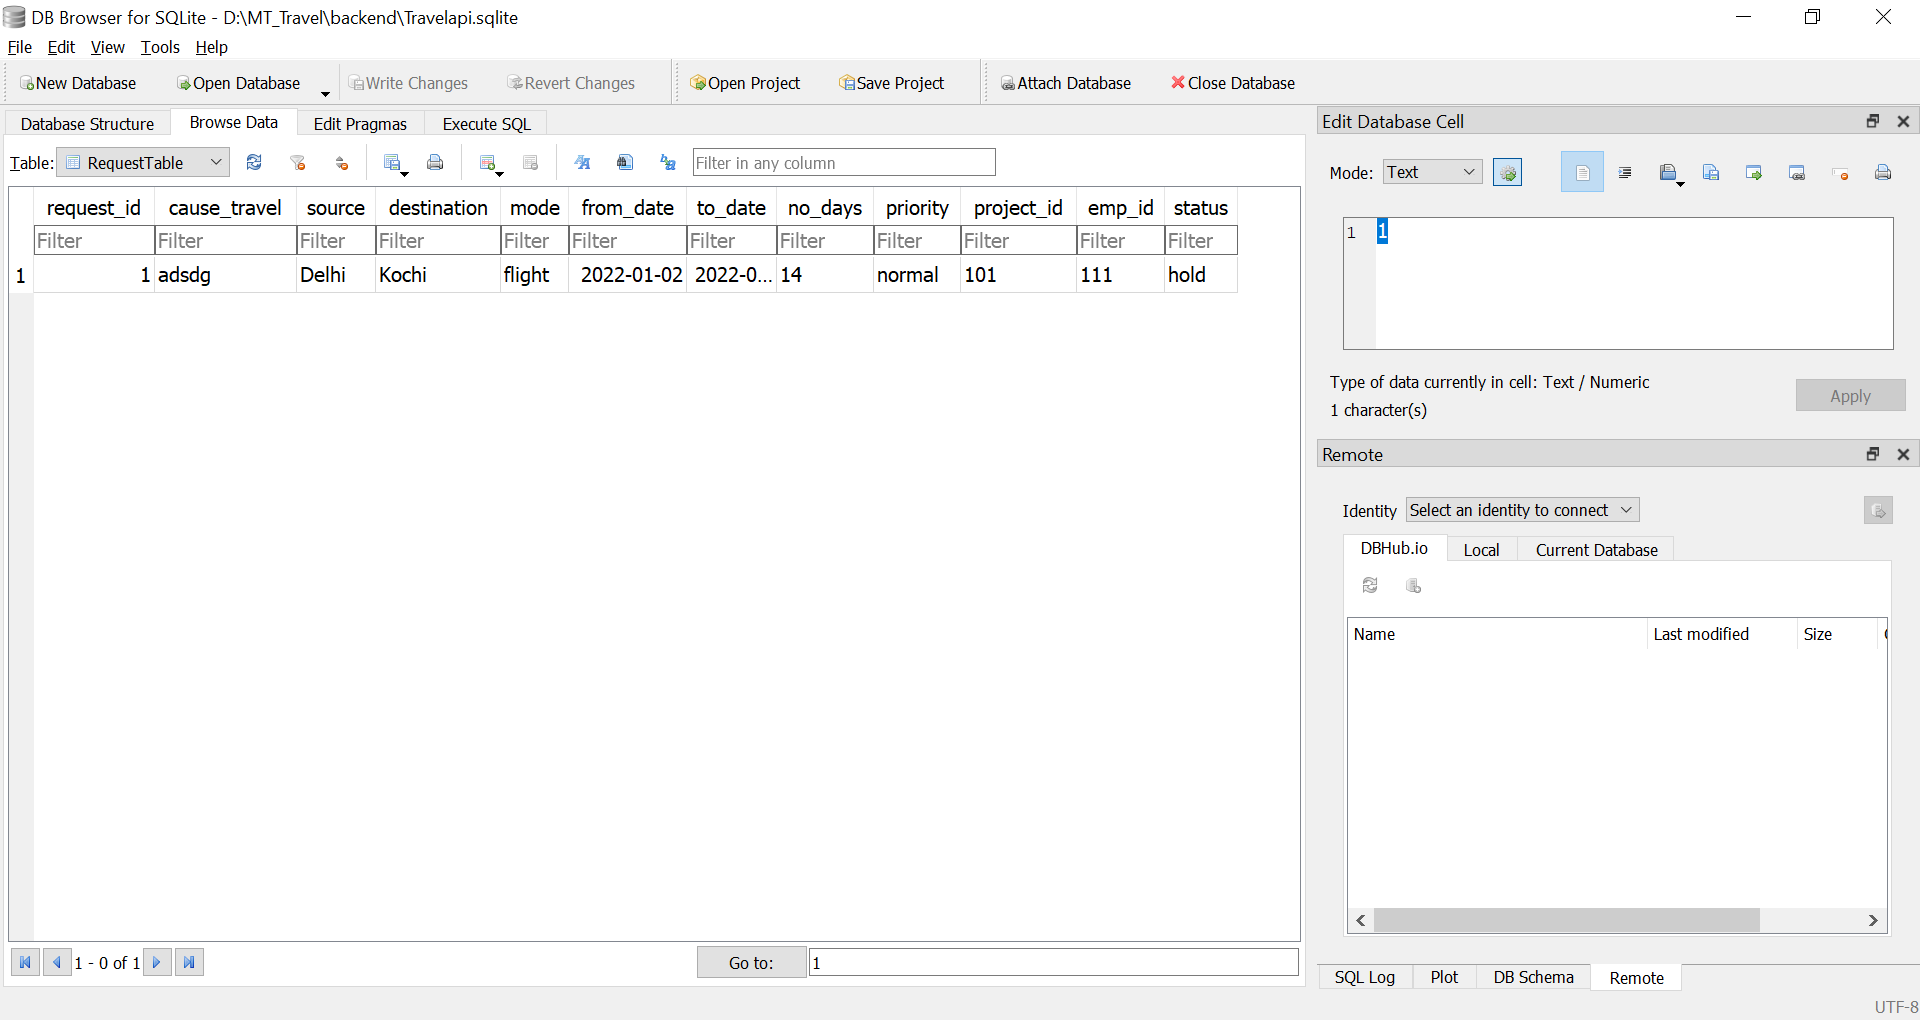 DB Browser for SQLite - D:\MT_Travel\backend\Travelapi.sqlite
File Edit View Tools Help
New Database Open Database Write Changes Revert Changes Open Project Save Project Attach Database Close Database
Database Structure Browse Data Edit Pragmas Execute SQL
Table: RequestTable Filter in any column
request_id cause_travel source destination mode from_date to_date no_days priority project_id emp_id status
Filter Filter Filter Filter Filter Filter Filter Filter Filter Filter Filter Filter
1 1 adsdg Delhi Kochi flight 2022-01-02 2022-0... 14 normal 101 111 hold
1 - 0 of 1 Go to: 1
Edit Database Cell
Mode: Text
1 1
Type of data currently in cell: Text / Numeric
1 character(s)
Apply
Remote
Identity Select an identity to connect
DBHub.io Local Current Database
Name Last modified Size
SQL Log Plot DB Schema Remote
UTF-8